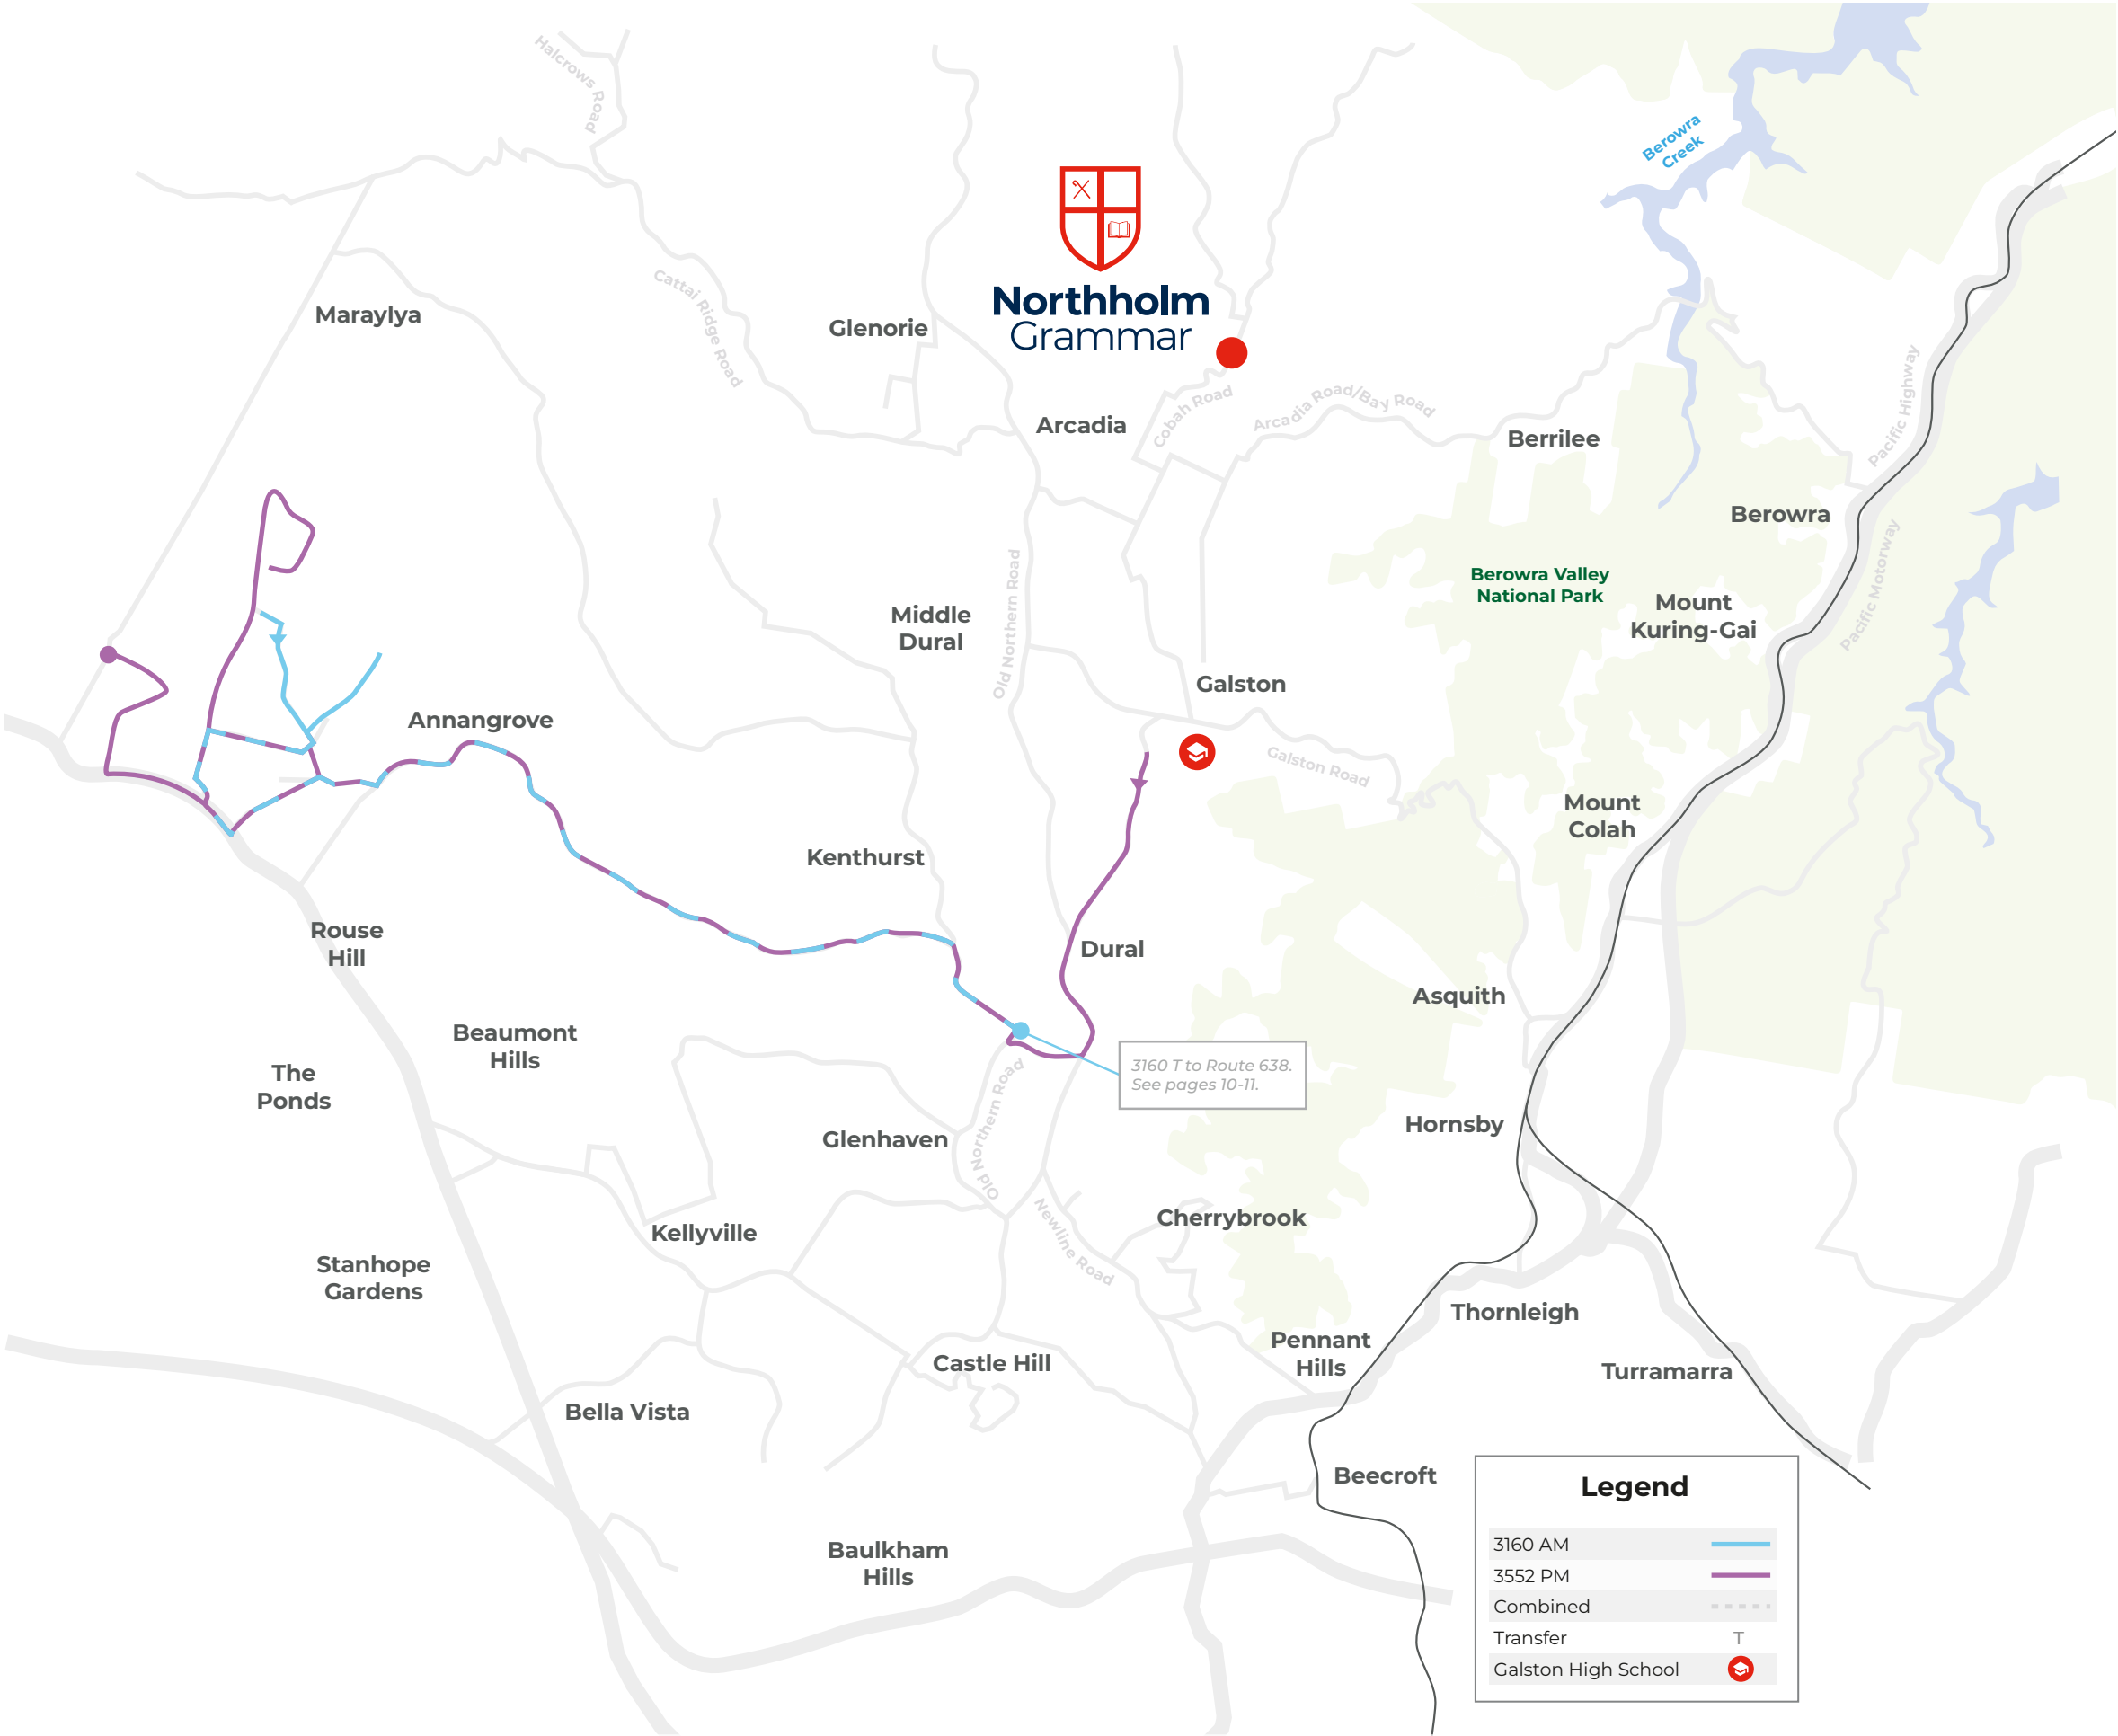 Halcrows Road
Berowra
Creek
Maraylya
Cattai Ridge Road
Glenorie
Northholm
Grammar
Arcadia
Cobah Road
Arcadia Road/Bay Road
Berrilee
Pacific Highway
Berowra
Pacific Motorway
Berowra Valley
National Park
Mount
Kuring-Gai
Middle
Dural
Old Northern Road
Galston
Annangrove
Galston Road
Mount
Colah
Kenthurst
Rouse
Hill
Dural
Asquith
Beaumont
Hills
The
Ponds
3160 T to Route 638.
See pages 10-11.
Glenhaven
Old Northern Road
Hornsby
Kellyville
Newline Road
Cherrybrook
Stanhope
Gardens
Thornleigh
Pennant
Hills
Castle Hill
Turramarra
Bella Vista
Beecroft
Baulkham
Hills
Legend
3160 AM
3552 PM
Combined
Transfer T
Galston High School